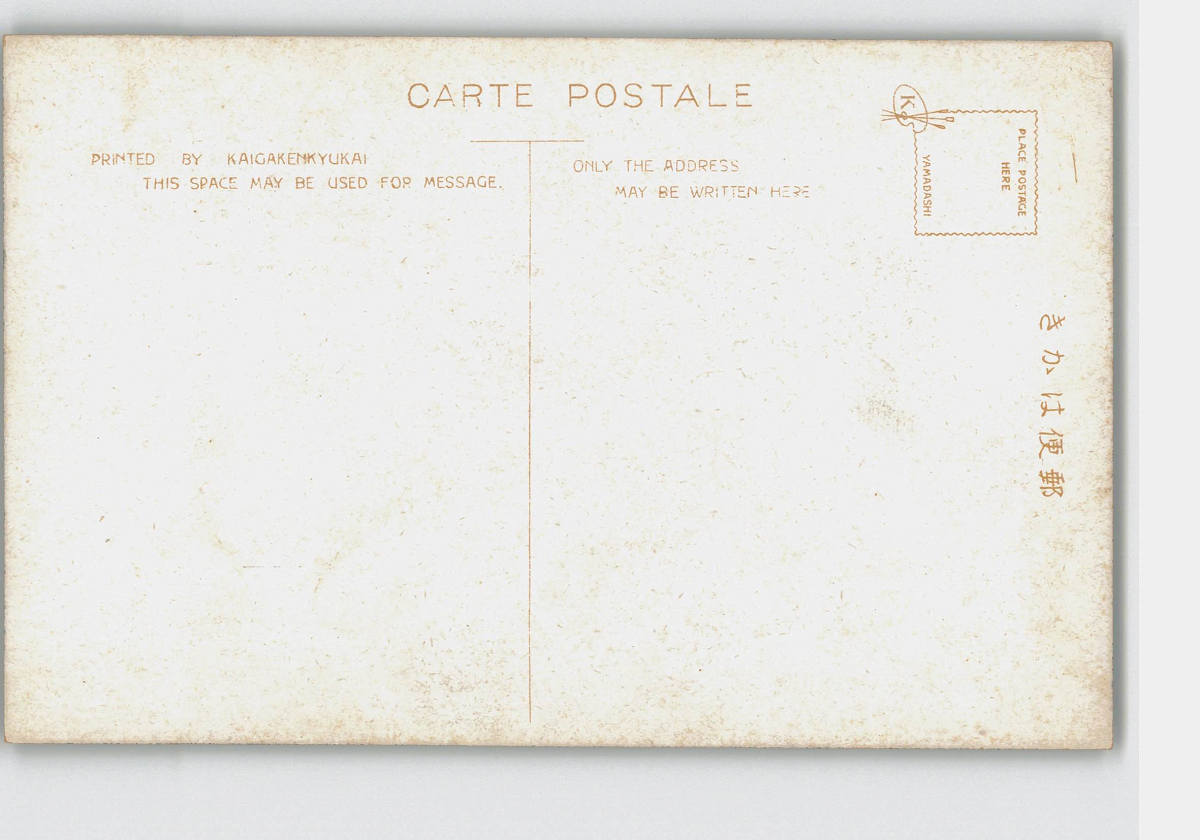 CARTE POSTALE
PRINTED BY KAIGAKENKYUKAI
THIS SPACE MAY BE USED FOR MESSAGE.
ONLY THE ADDRESS
MAY BE WRITTEN HERE
K
PLACE POSTAGE
HERE
YAMADASHI
郵便はかき